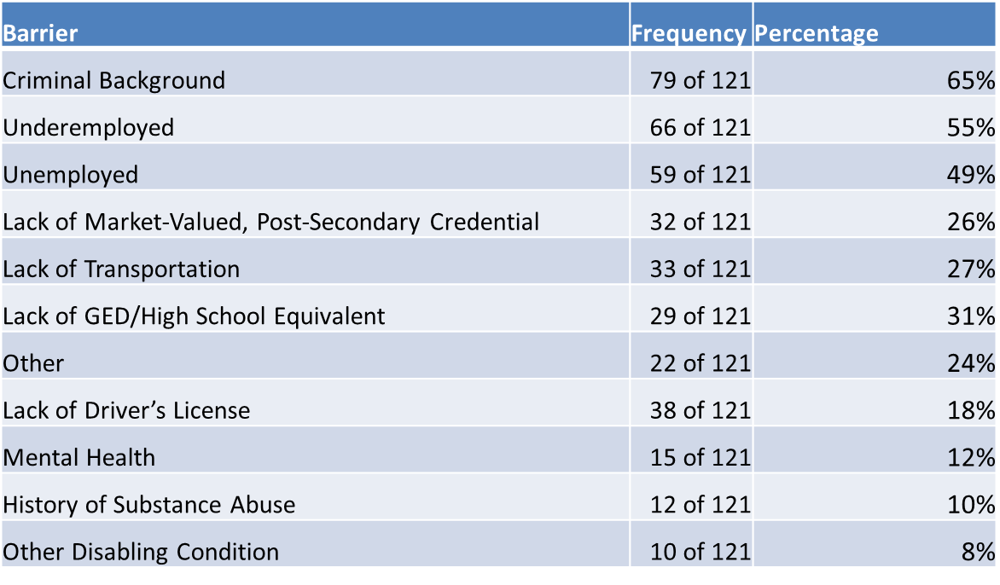 Barrier Frequency Percentage
Criminal Background 79 of 121 65%
Underemployed 66 of 121 55%
Unemployed 59 of 121 49%
Lack of Market-Valued, Post-Secondary Credential 32 of 121 26%
Lack of Transportation 33 of 121 27%
Lack of GED/High School Equivalent 29 of 121 31%
Other 22 of 121 24%
Lack of Driver’s License 38 of 121 18%
Mental Health 15 of 121 12%
History of Substance Abuse 12 of 121 10%
Other Disabling Condition 10 of 121 8%